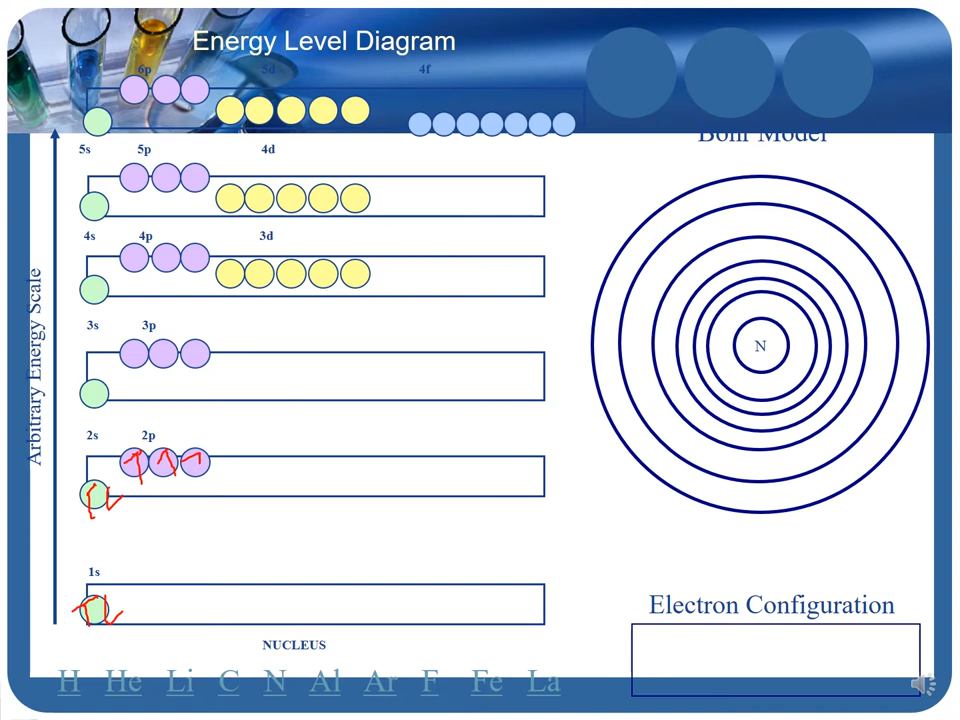 Energy Level Diagram
6p 5d 4f
Bohr Model
5s 5p 4d
4s 4p 3d
Arbitrary Energy Scale
3s 3p
N
2s 2p
1s
Electron Configuration
NUCLEUS
H He Li C N Al Ar F Fe La